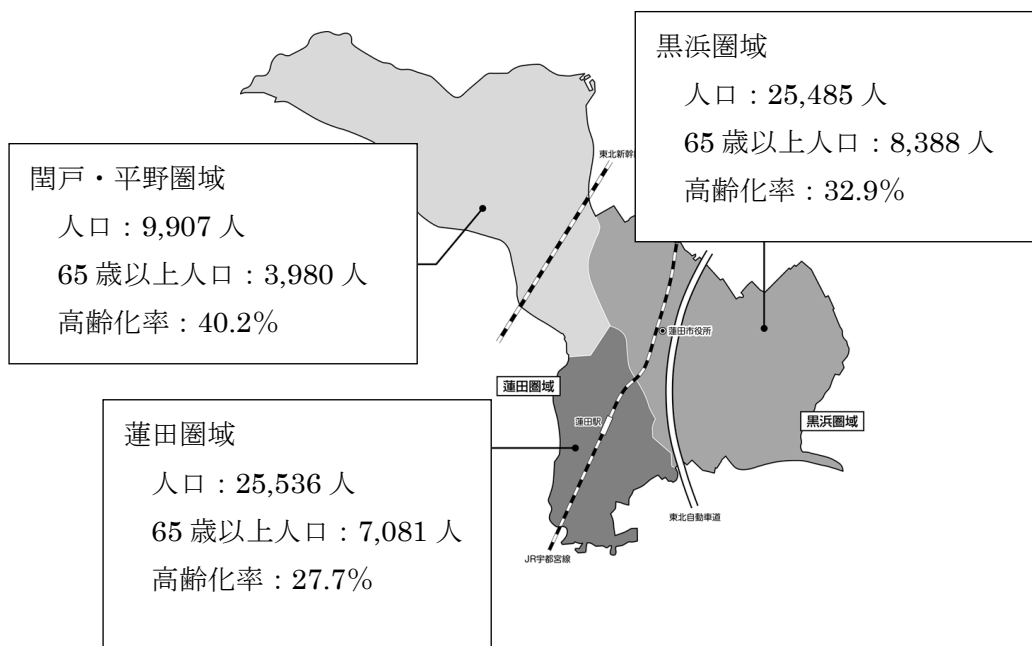 黒浜圏域
人口：25,485 人
65 歳以上人口：8,388 人
高齢化率：32.9%
閏戸・平野圏域
人口：9,907 人
65 歳以上人口：3,980 人
高齢化率：40.2%
蓮田圏域
人口：25,536 人
65 歳以上人口：7,081 人
高齢化率：27.7%
東北新幹線
蓮田市役所
蓮田圏域
蓮田駅
黒浜圏域
東北自動車道
JR宇都宮線